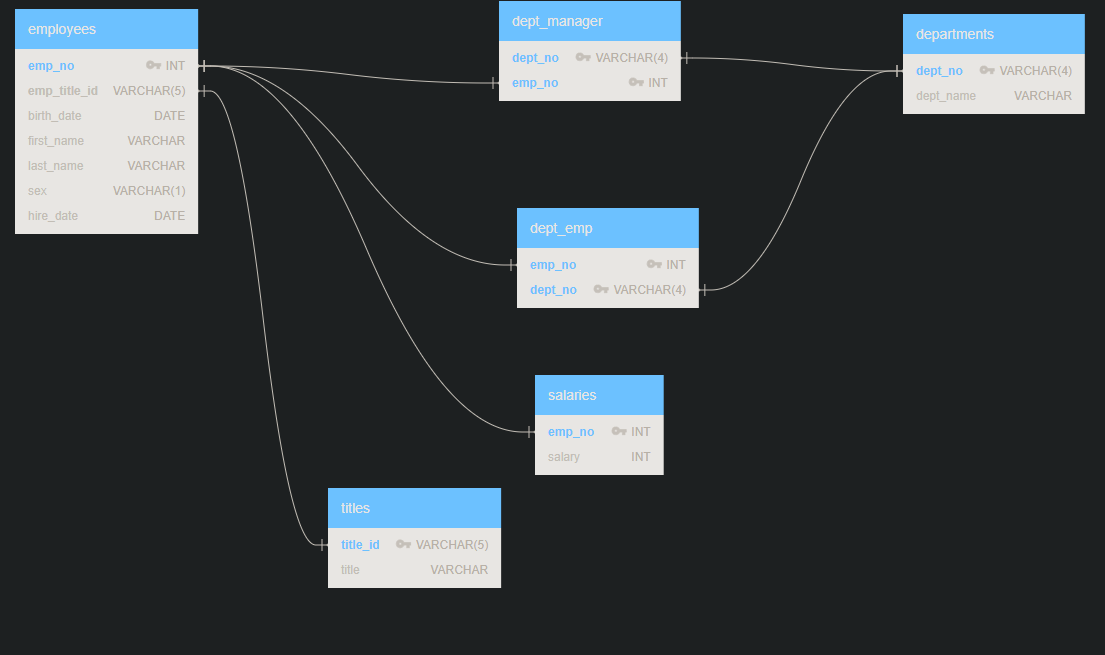 employees
emp_no INT
emp_title_id VARCHAR(5)
birth_date DATE
first_name VARCHAR
last_name VARCHAR
sex VARCHAR(1)
hire_date DATE
dept_manager
dept_no VARCHAR(4)
emp_no INT
departments
dept_no VARCHAR(4)
dept_name VARCHAR
dept_emp
emp_no INT
dept_no VARCHAR(4)
salaries
emp_no INT
salary INT
titles
title_id VARCHAR(5)
title VARCHAR